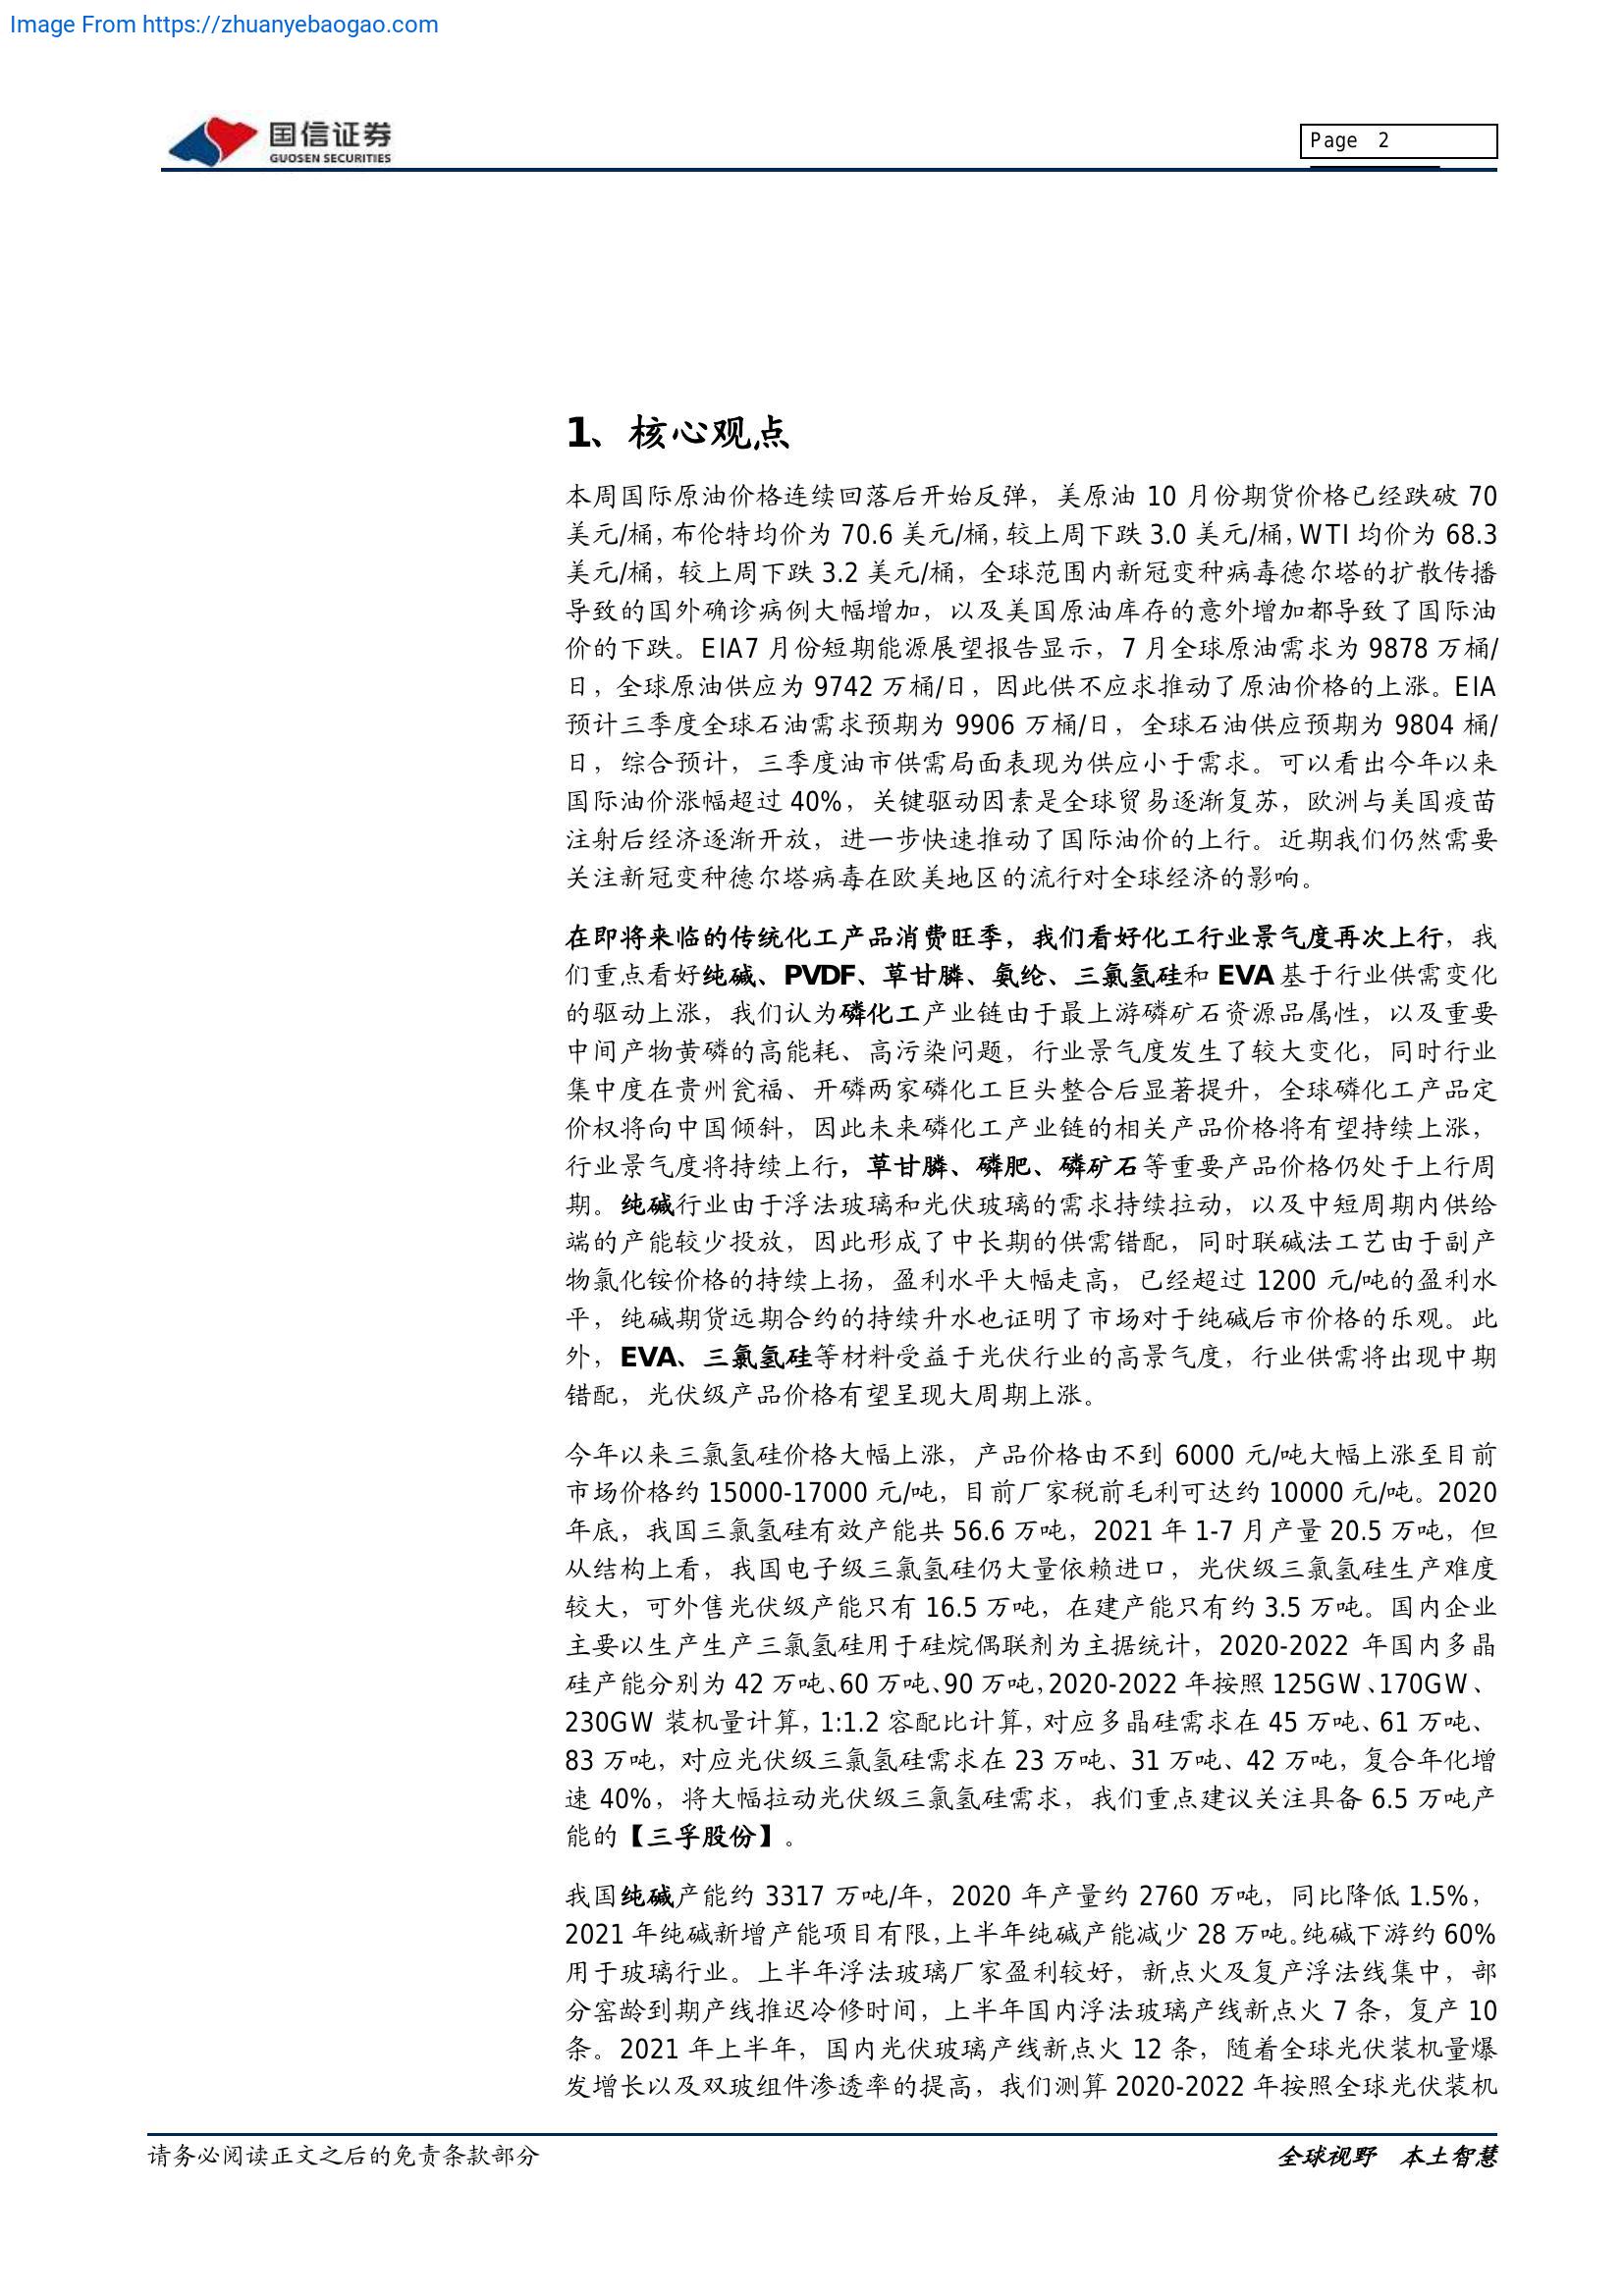 Image From https://zhuanyebaogao.com
国信证券
GUOSEN SECURITIES
Page 2
1、核心观点
本周国际原油价格连续回落后开始反弹，美原油 10 月份期货价格已经跌破 70
美元/桶，布伦特均价为 70.6 美元/桶，较上周下跌 3.0 美元/桶，WTI 均价为 68.3
美元/桶，较上周下跌 3.2 美元/桶，全球范围内新冠变种病毒德尔塔的扩散传播
导致的国外确诊病例大幅增加，以及美国原油库存的意外增加都导致了国际油
价的下跌。EIA7 月份短期能源展望报告显示，7 月全球原油需求为 9878 万桶/
日，全球原油供应为 9742 万桶/日，因此供不应求推动了原油价格的上涨。EIA
预计三季度全球石油需求预期为 9906 万桶/日，全球石油供应预期为 9804 桶/
日，综合预计，三季度油市供需局面表现为供应小于需求。可以看出今年以来
国际油价涨幅超过 40%，关键驱动因素是全球贸易逐渐复苏，欧洲与美国疫苗
注射后经济逐渐开放，进一步快速推动了国际油价的上行。近期我们仍然需要
关注新冠变种德尔塔病毒在欧美地区的流行对全球经济的影响。
在即将来临的传统化工产品消费旺季，我们看好化工行业景气度再次上行，我
们重点看好纯碱、PVDF、草甘膦、氨纶、三氯氢硅和 EVA 基于行业供需变化
的驱动上涨，我们认为磷化工产业链由于最上游磷矿石资源品属性，以及重要
中间产物黄磷的高能耗、高污染问题，行业景气度发生了较大变化，同时行业
集中度在贵州瓮福、开磷两家磷化工巨头整合后显著提升，全球磷化工产品定
价权将向中国倾斜，因此未来磷化工产业链的相关产品价格将有望持续上涨，
行业景气度将持续上行，草甘膦、磷肥、磷矿石等重要产品价格仍处于上行周
期。纯碱行业由于浮法玻璃和光伏玻璃的需求持续拉动，以及中短周期内供给
端的产能较少投放，因此形成了中长期的供需错配，同时联碱法工艺由于副产
物氯化铵价格的持续上扬，盈利水平大幅走高，已经超过 1200 元/吨的盈利水
平，纯碱期货远期合约的持续升水也证明了市场对于纯碱后市价格的乐观。此
外，EVA、三氯氢硅等材料受益于光伏行业的高景气度，行业供需将出现中期
错配，光伏级产品价格有望呈现大周期上涨。
今年以来三氯氢硅价格大幅上涨，产品价格由不到 6000 元/吨大幅上涨至目前
市场价格约 15000-17000 元/吨，目前厂家税前毛利可达约 10000 元/吨。2020
年底，我国三氯氢硅有效产能共 56.6 万吨，2021 年 1-7 月产量 20.5 万吨，但
从结构上看，我国电子级三氯氢硅仍大量依赖进口，光伏级三氯氢硅生产难度
较大，可外售光伏级产能只有 16.5 万吨，在建产能只有约 3.5 万吨。国内企业
主要以生产生产三氯氢硅用于硅烷偶联剂为主据统计，2020-2022 年国内多晶
硅产能分别为 42 万吨、60 万吨、90 万吨，2020-2022 年按照 125GW、170GW、
230GW 装机量计算，1:1.2 容配比计算，对应多晶硅需求在 45 万吨、61 万吨、
83 万吨，对应光伏级三氯氢硅需求在 23 万吨、31 万吨、42 万吨，复合年化增
速 40%，将大幅拉动光伏级三氯氢硅需求，我们重点建议关注具备 6.5 万吨产
能的【三孚股份】。
我国纯碱产能约 3317 万吨/年，2020 年产量约 2760 万吨，同比降低 1.5%，
2021 年纯碱新增产能项目有限，上半年纯碱产能减少 28 万吨。纯碱下游约 60%
用于玻璃行业。上半年浮法玻璃厂家盈利较好，新点火及复产浮法线集中，部
分窑龄到期产线推迟冷修时间，上半年国内浮法玻璃产线新点火 7 条，复产 10
条。2021 年上半年，国内光伏玻璃产线新点火 12 条，随着全球光伏装机量爆
发增长以及双玻组件渗透率的提高，我们测算 2020-2022 年按照全球光伏装机
请务必阅读正文之后的免责条款部分
全球视野 本土智慧